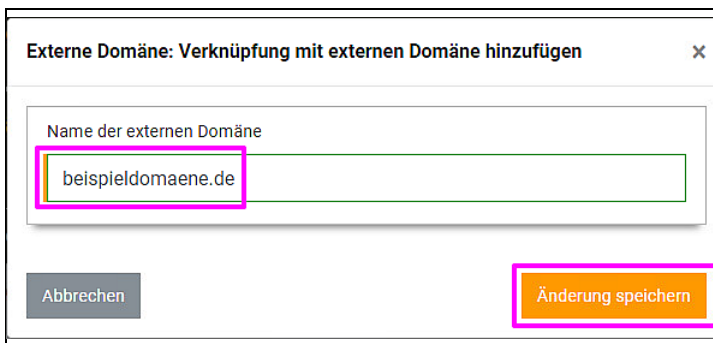 Externe Domäne: Verknüpfung mit externen Domäne hinzufügen ×
Name der externen Domäne
beispieldomaene.de
Abbrechen Änderung speichern